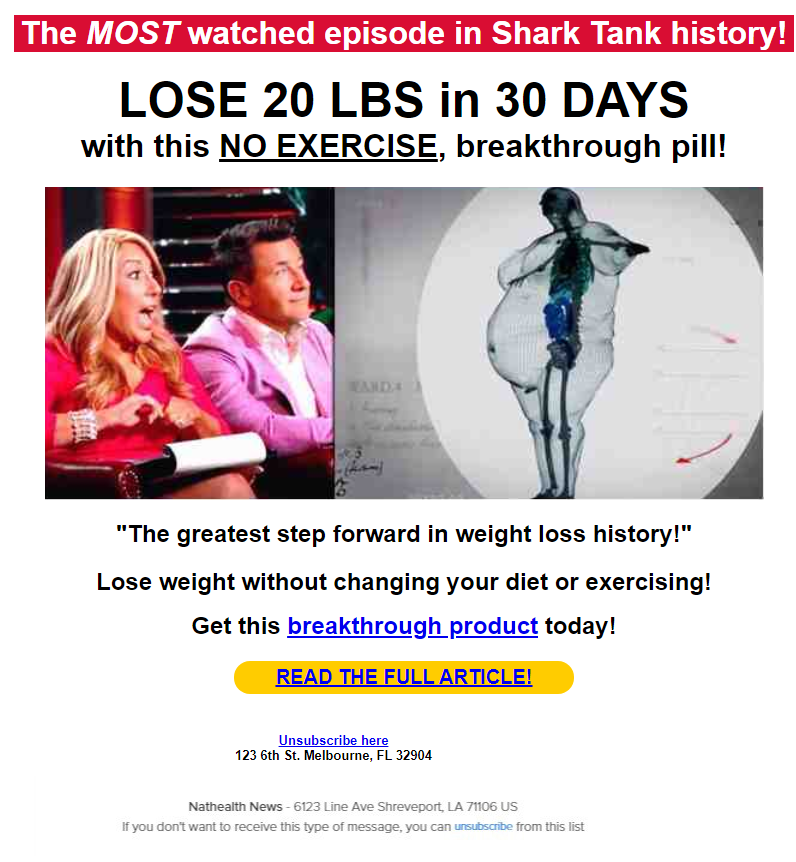 The MOST watched episode in Shark Tank history!
LOSE 20 LBS in 30 DAYS
with this NO EXERCISE, breakthrough pill!
"The greatest step forward in weight loss history!"
Lose weight without changing your diet or exercising!
Get this breakthrough product today!
READ THE FULL ARTICLE!
Unsubscribe here
123 6th St. Melbourne, FL 32904
Nathealth News - 6123 Line Ave Shreveport, LA 71106 US
If you don't want to receive this type of message, you can unsubscribe from this list